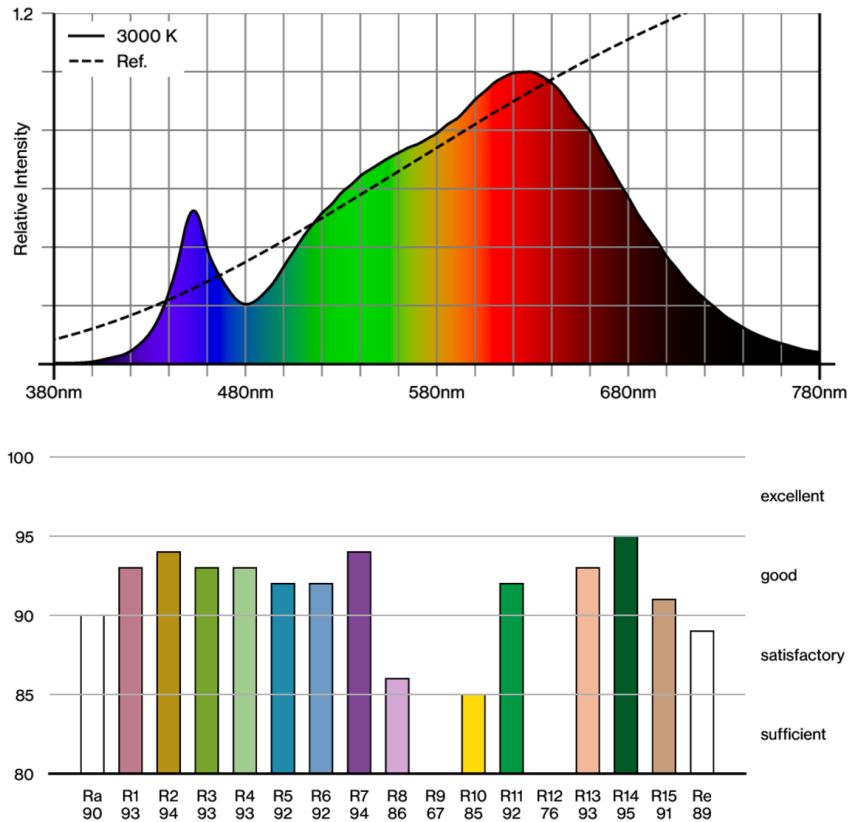 1.2
3000 K
Ref.
Relative Intensity
380nm 480nm 580nm 680nm 780nm
100
excellent
95
good
90
satisfactory
85
sufficient
80
Ra R1 R2 R3 R4 R5 R6 R7 R8 R9 R10 R11 R12 R13 R14 R15 Re
90 93 94 93 93 92 92 94 86 67 85 92 76 93 95 91 89